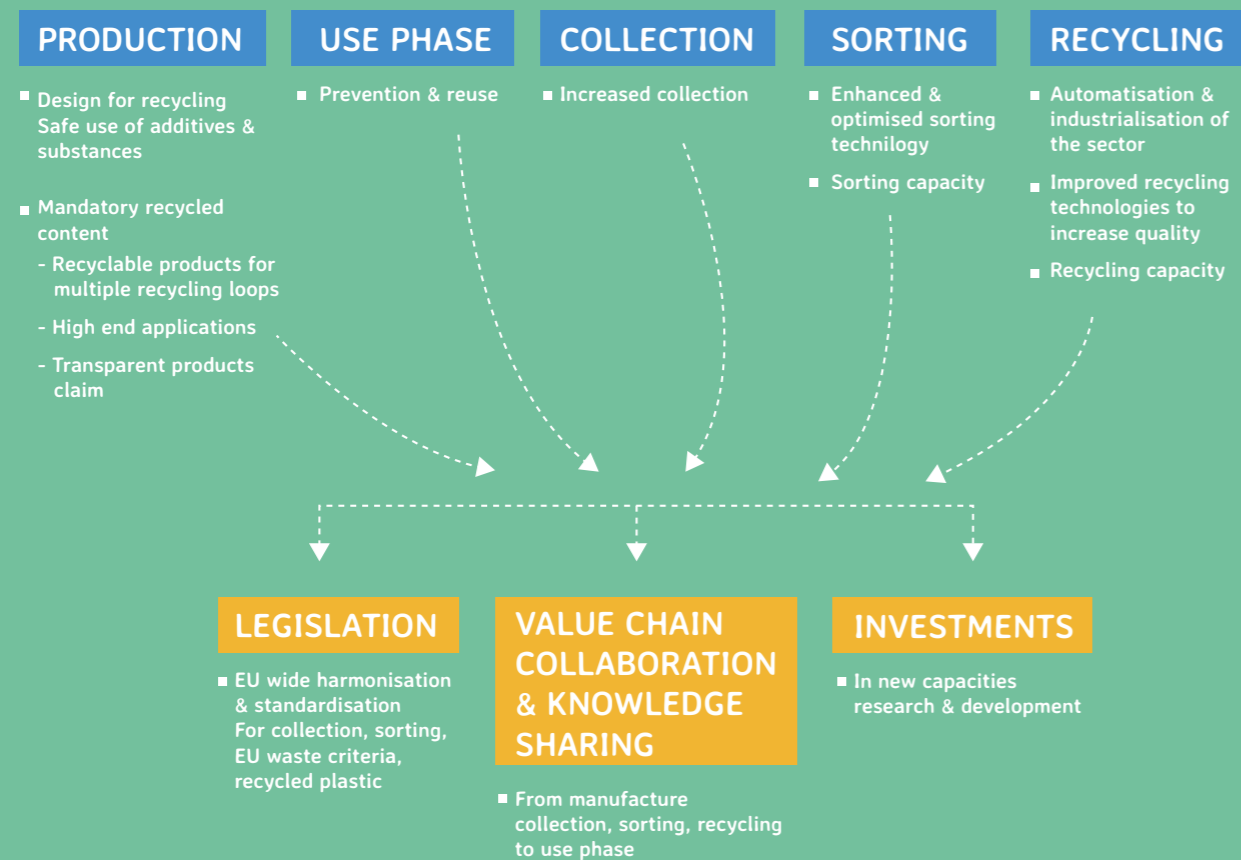 PRODUCTION
Design for recycling
Safe use of additives &
substances
Mandatory recycled
content
- Recyclable products for
multiple recycling loops
- High end applications
- Transparent products
claim
USE PHASE
Prevention & reuse
COLLECTION
Increased collection
SORTING
Enhanced &
optimised sorting
technilogy
Sorting capacity
RECYCLING
Automatisation &
industrialisation of
the sector
Improved recycling
technologies to
increase quality
Recycling capacity
LEGISLATION
EU wide harmonisation
& standardisation
For collection, sorting,
EU waste criteria,
recycled plastic
VALUE CHAIN
COLLABORATION
& KNOWLEDGE
SHARING
From manufacture
collection, sorting, recycling
to use phase
INVESTMENTS
In new capacities
research & development